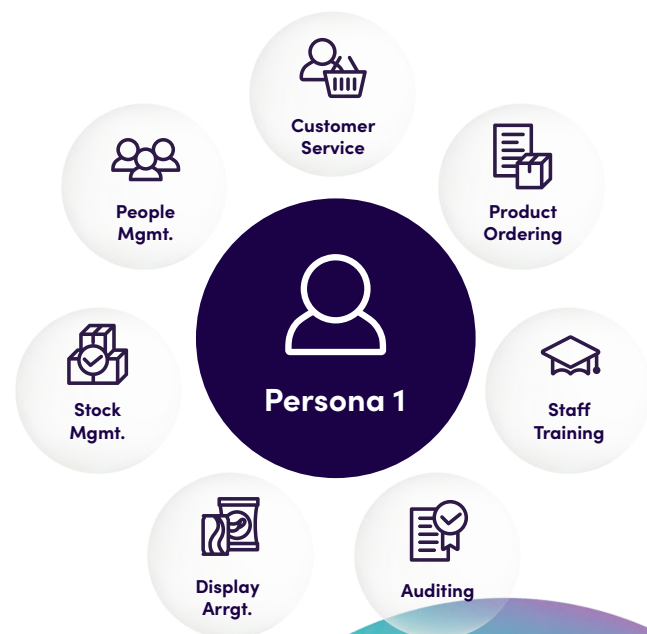 Customer
Service
People
Mgmt.
Product
Ordering
Persona 1
Stock
Mgmt.
Staff
Training
Display
Arrgt.
Auditing